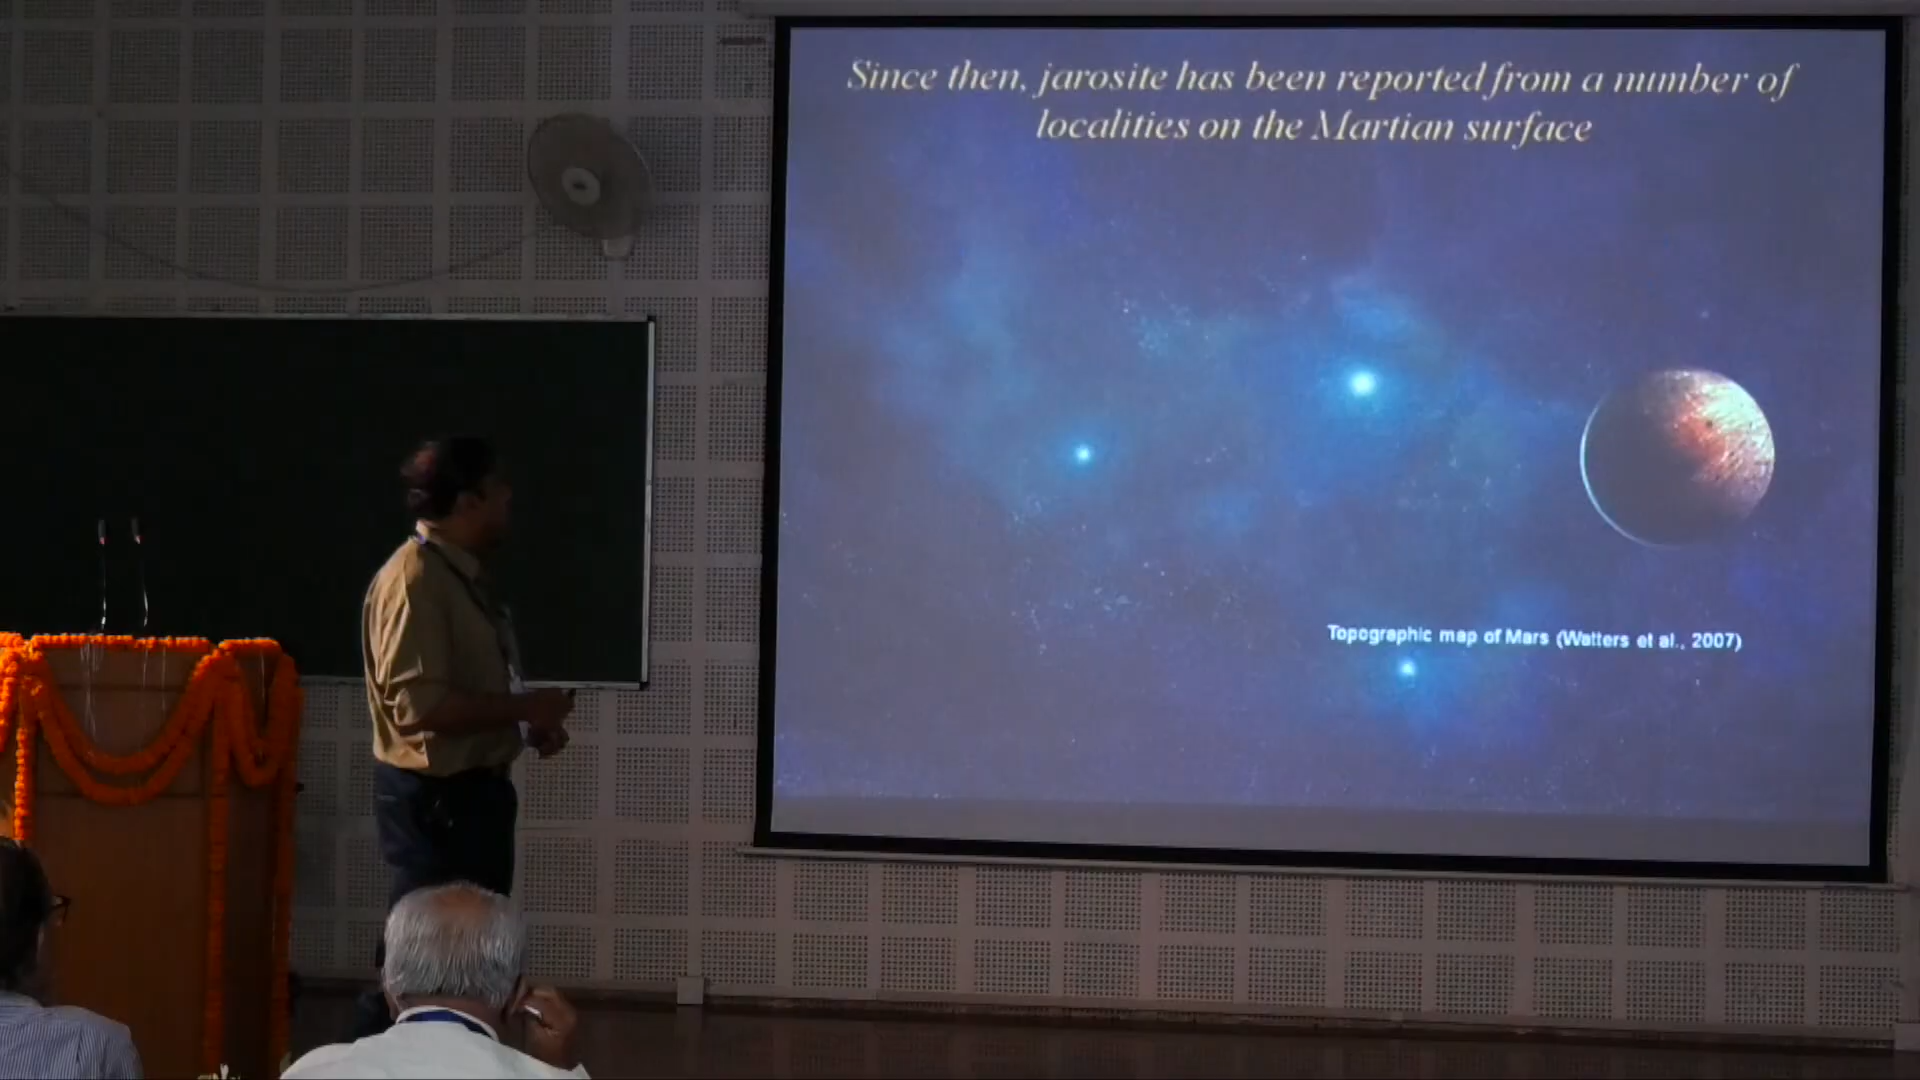 Since then, jarosite has been reported from a number of
localities on the Martian surface
Topographic map of Mars (Watters et al., 2007)